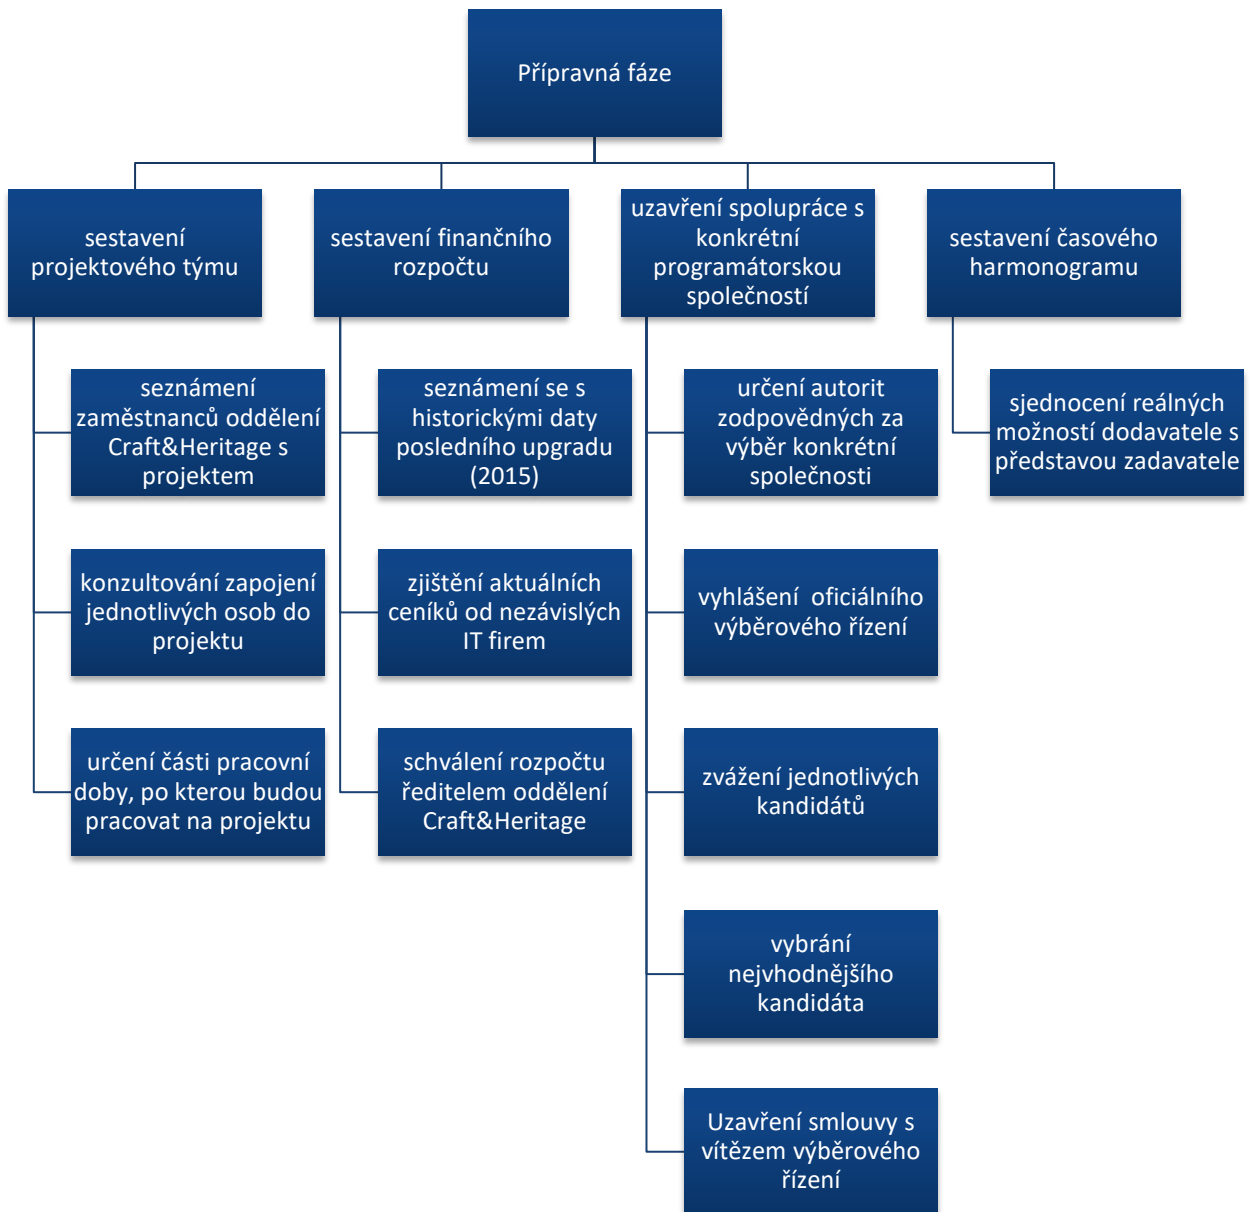 Přípravná fáze
sestavení
projektového týmu
seznámení
zaměstnanců oddělení
Craft&Heritage s
projektem
konzultování zapojení
jednotlivých osob do
projektu
určení části pracovní
doby, po kterou budou
pracovat na projektu
sestavení finančního
rozpočtu
seznámení se s
historickými daty
posledního upgradu
(2015)
zjištění aktuálních
ceníků od nezávislých
IT firem
schválení rozpočtu
ředitelem oddělení
Craft&Heritage
uzavření spolupráce s
konkrétní
programátorskou
společností
určení autorit
zodpovědných za
výběr konkrétní
společnosti
vyhlášení  oficiálního
výběrového řízení
zvážení jednotlivých
kandidátů
vybrání
nejvhodnějšího
kandidáta
Uzavření smlouvy s
vítězem výběrového
řízení
sestavení časového
harmonogramu
sjednocení reálných
možností dodavatele s
představou zadavatele